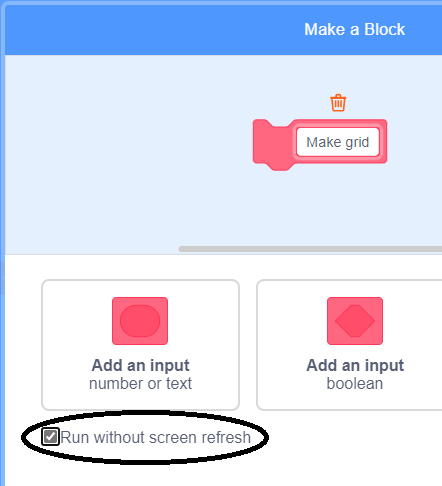 Make a Block
Make grid
Add an input
number or text
Add an input
boolean
Run without screen refresh